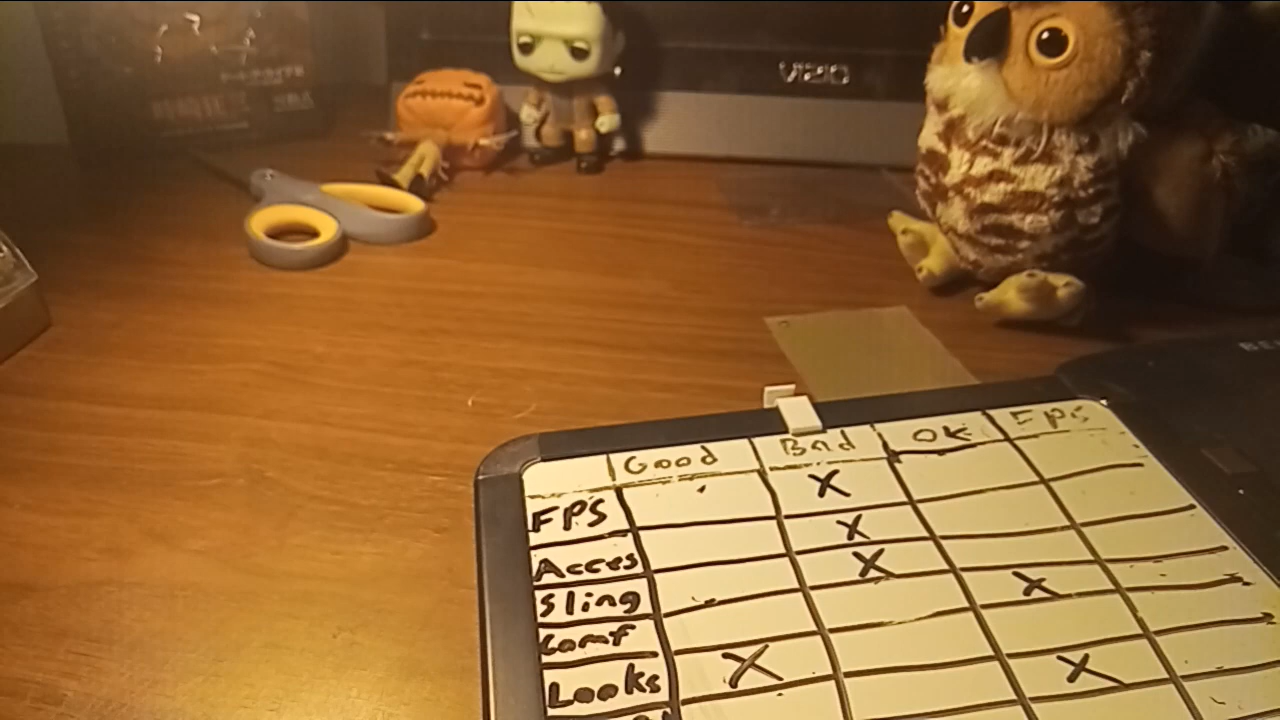 VIZIO
Good Bad OK FPS
FPS X
Acces X
Sling X
Comf X
Looks X X